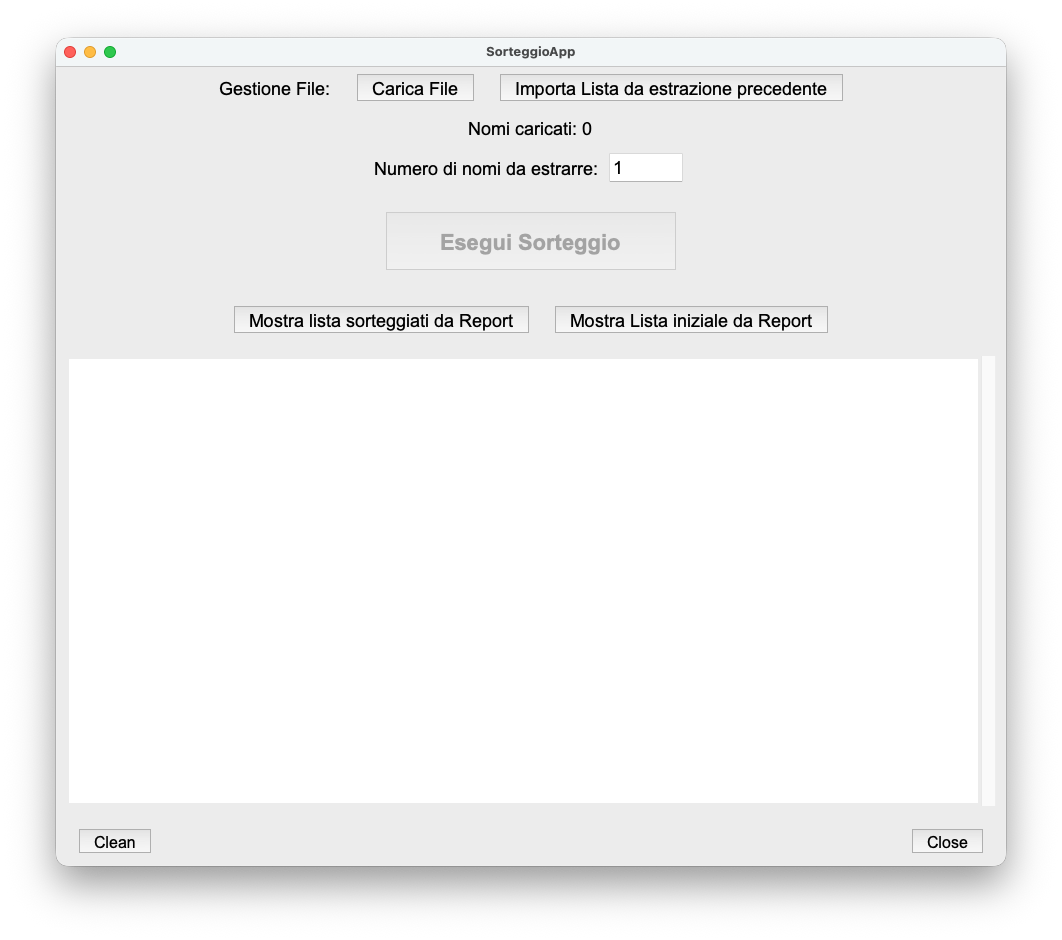 SorteggioApp
Gestione File: Carica File Importa Lista da estrazione precedente
Nomi caricati: 0
Numero di nomi da estrarre: 1
Esegui Sorteggio
Mostra lista sorteggiati da Report Mostra Lista iniziale da Report
Clean Close